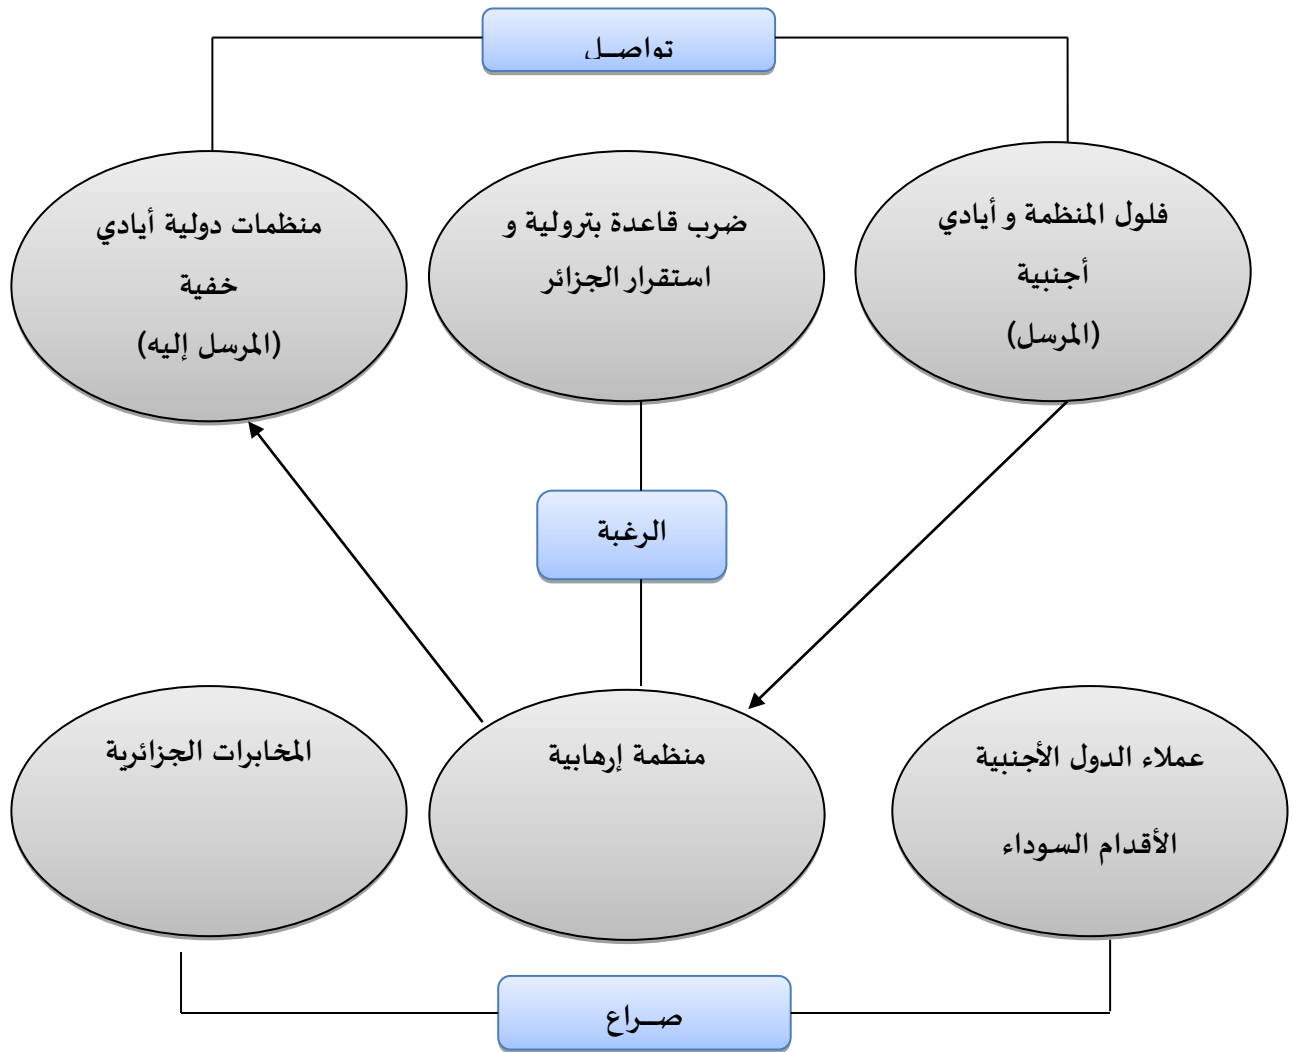 تواصــل
فلول المنظمة و أيادي
أجنبية
(المرسل)
ضرب قاعدة بترولية و
استقرار الجزائر
منظمات دولية أيادي
خفية
(المرسل إليه)
الرغبة
عملاء الدول الأجنبية
الأقدام السوداء
منظمة إرهابية
المخابرات الجزائرية
صــراع